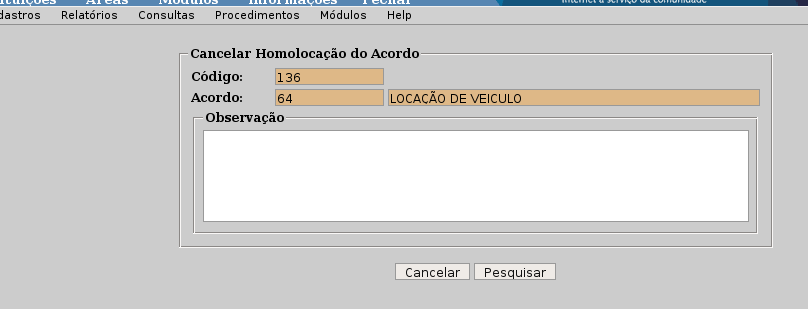 Áreas Módulos Informações Fechar
Internet a serviço da comunidade
dastros Relatórios Consultas Procedimentos Módulos Help
Cancelar Homolocação do Acordo
Código: 136
Acordo: 64 LOCAÇÃO DE VEICULO
Observação
Cancelar Pesquisar